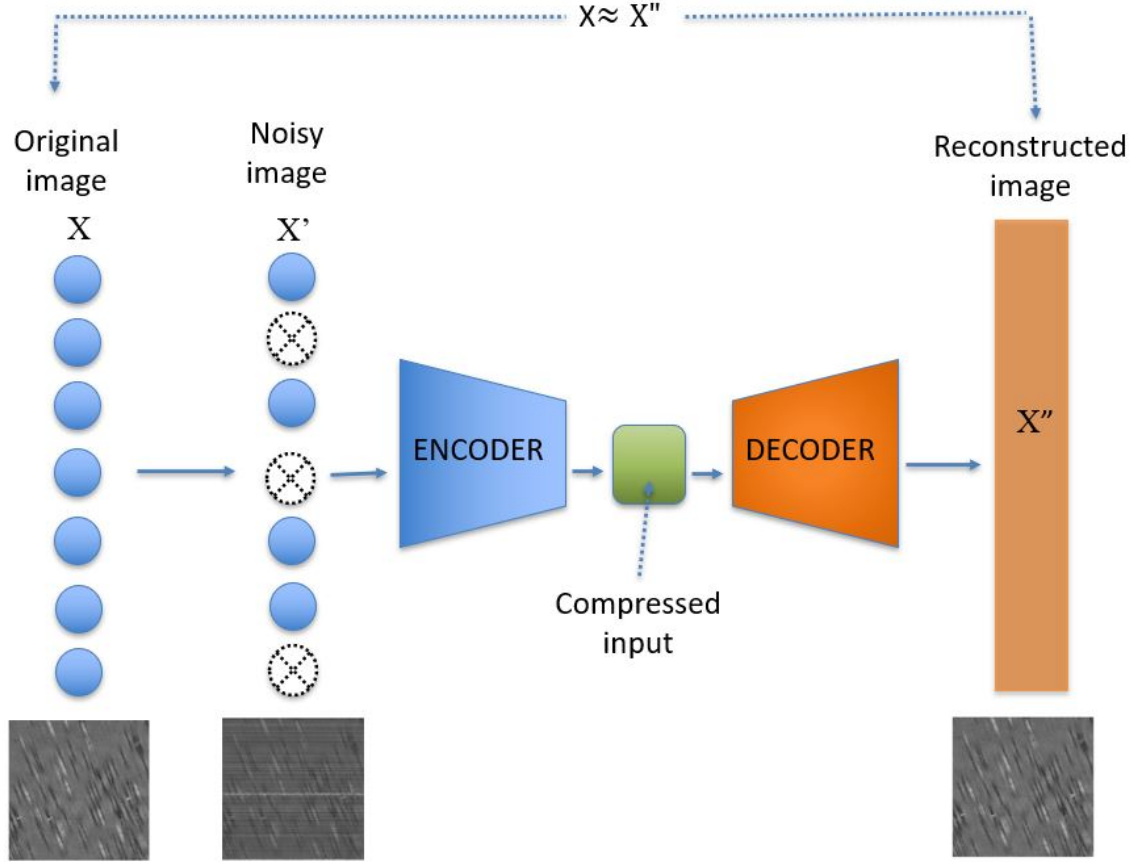 X≈ X"
Original
image
X
Noisy
image
X’
Reconstructed
image
ENCODER
DECODER
X”
Compressed
input